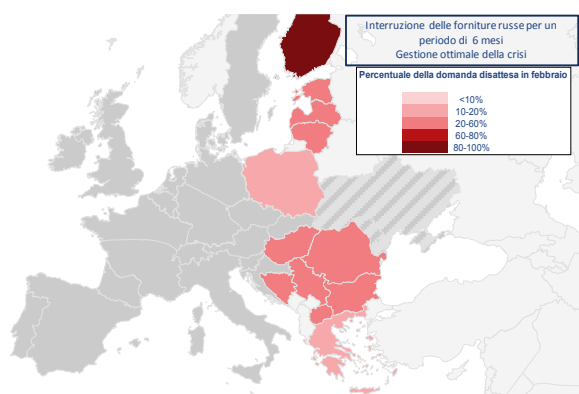 Interruzione delle forniture russe per un
periodo di 6 mesi
Gestione ottimale della crisi
Percentuale della domanda disattesa in febbraio
<10%
10-20%
20-60%
60-80%
80-100%